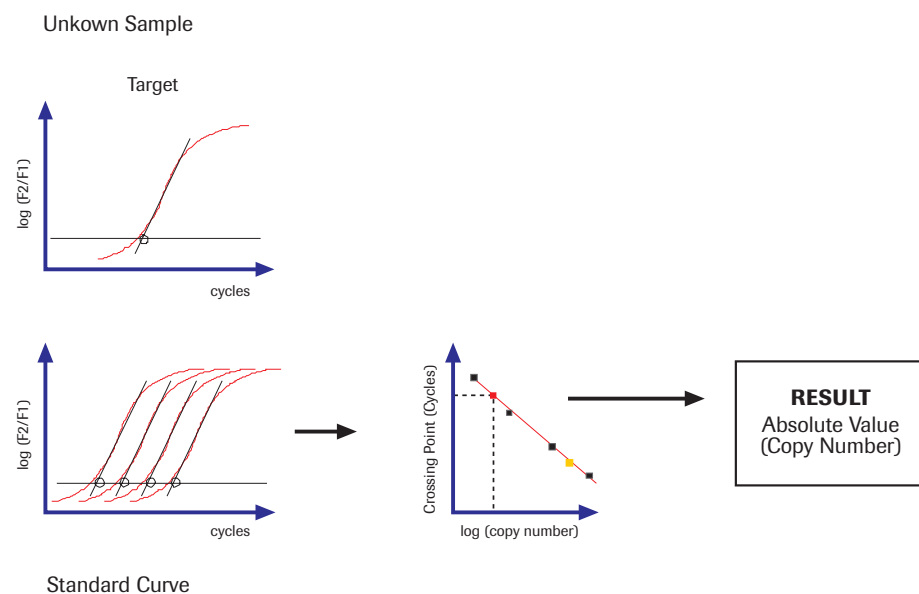 Unkown Sample
Target
log (F2/F1)
cycles
log (F2/F1)
cycles
Crossing Point (Cycles)
log (copy number)
RESULT
Absolute Value
(Copy Number)
Standard Curve